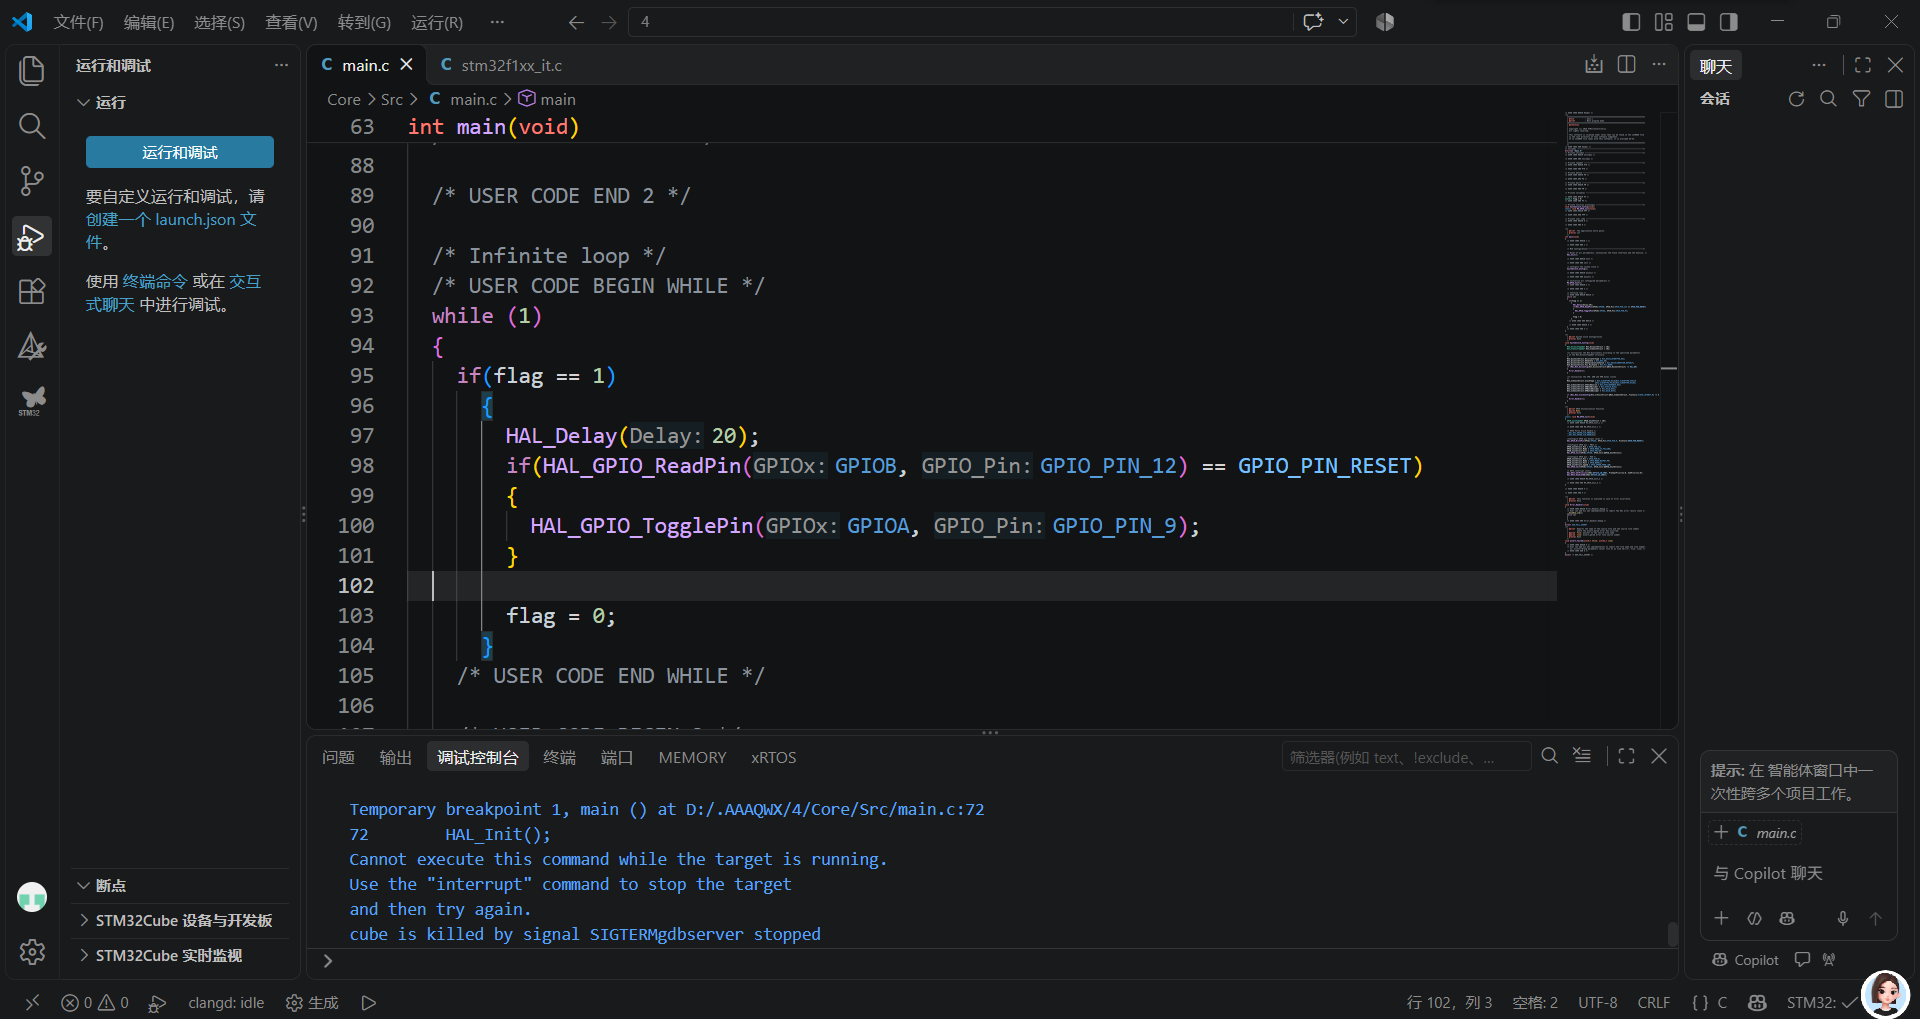 文件(F) 编辑(E) 选择(S) 查看(V) 转到(G) 运行(R) ··· 4
运行和调试
运行
运行和调试
要自定义运行和调试，请
创建一个 launch.json 文
件。
使用 终端命令 或在 交互
式聊天 中进行调试。
STM32
断点
STM32Cube 设备与开发板
STM32Cube 实时监视
C main.c
C stm32f1xx_it.c
Core > Src > C main.c > main
63 int main(void)
88
89 /* USER CODE END 2 */
90
91 /* Infinite loop */
92 /* USER CODE BEGIN WHILE */
93 while (1)
94 {
95 if(flag == 1)
96 {
97 HAL_Delay(Delay: 20);
98 if(HAL_GPIO_ReadPin(GPIOx: GPIOB, GPIO_Pin: GPIO_PIN_12) == GPIO_PIN_RESET)
99 {
100 HAL_GPIO_TogglePin(GPIOx: GPIOA, GPIO_Pin: GPIO_PIN_9);
101 }
102
103 flag = 0;
104 }
105 /* USER CODE END WHILE */
106
问题 输出 调试控制台 终端 端口 MEMORY xRTOS
筛选器(例如 text、!exclude、...
Temporary breakpoint 1, main () at D:/.AAAQWX/4/Core/Src/main.c:72
72 HAL_Init();
Cannot execute this command while the target is running.
Use the "interrupt" command to stop the target
and then try again.
cube is killed by signal SIGTERMgdbserver stopped
聊天
会话
提示: 在 智能体窗口中一
次性跨多个项目工作。
+ C main.c
与 Copilot 聊天
Copilot
0 0 clangd: idle 生成
行 102，列 3 空格: 2 UTF-8 CRLF { } C STM32: